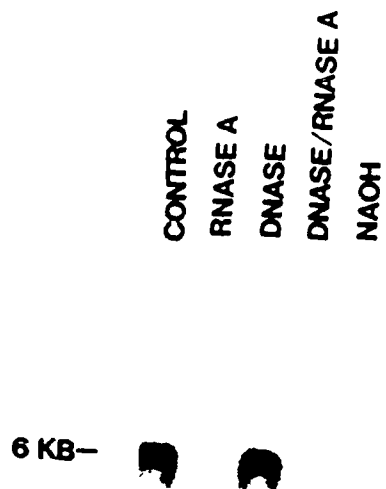 CONTROL
RNASE A
DNASE
DNASE/RNASE A
NAOH
6 KB–